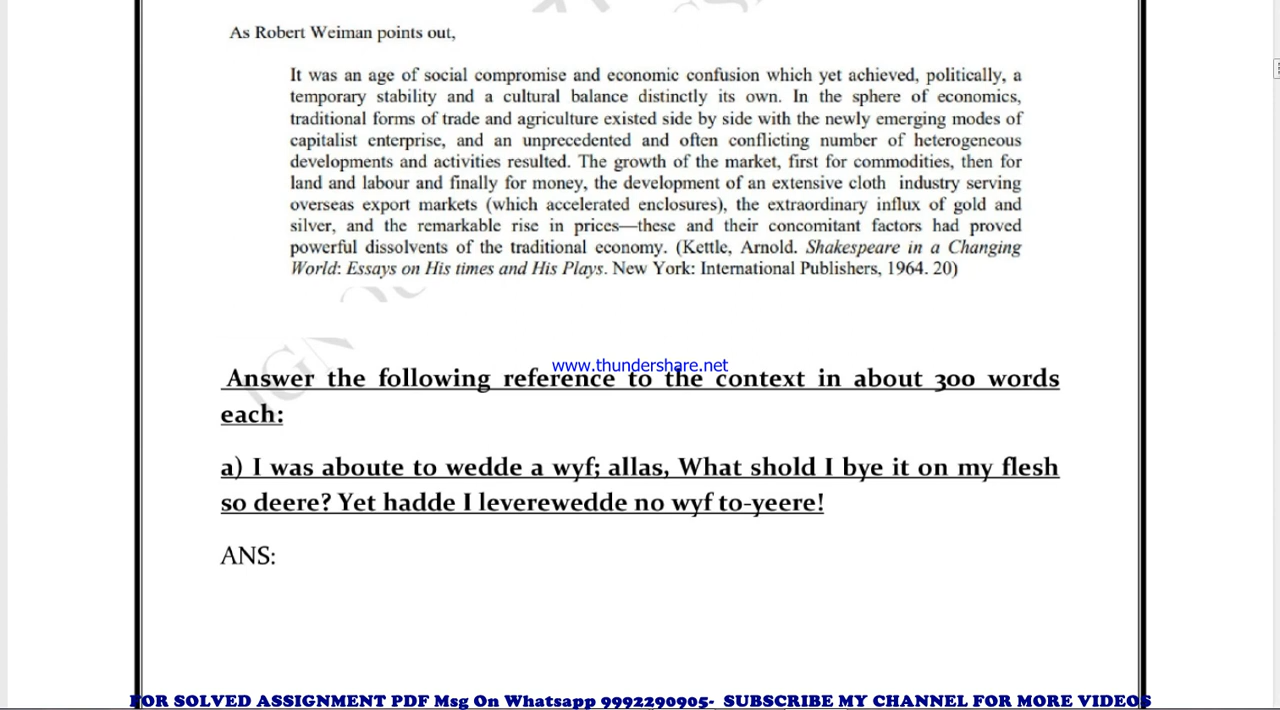 As Robert Weiman points out,
It was an age of social compromise and economic confusion which yet achieved, politically, a
temporary stability and a cultural balance distinctly its own. In the sphere of economics,
traditional forms of trade and agriculture existed side by side with the newly emerging modes of
capitalist enterprise, and an unprecedented and often conflicting number of heterogeneous
developments and activities resulted. The growth of the market, first for commodities, then for
land and labour and finally for money, the development of an extensive cloth industry serving
overseas export markets (which accelerated enclosures), the extraordinary influx of gold and
silver, and the remarkable rise in prices—these and their concomitant factors had proved
powerful dissolvents of the traditional economy. (Kettle, Arnold. Shakespeare in a Changing
World: Essays on His times and His Plays. New York: International Publishers, 1964. 20)
www.thundershare.net
Answer the following reference to the context in about 300 words
each:
a) I was aboute to wedde a wyf; allas, What shold I bye it on my flesh
so deere? Yet hadde I leverewedde no wyf to-yeere!
ANS:
FOR SOLVED ASSIGNMENT PDF Msg On Whatsapp 9992290905- SUBSCRIBE MY CHANNEL FOR MORE VIDEOS